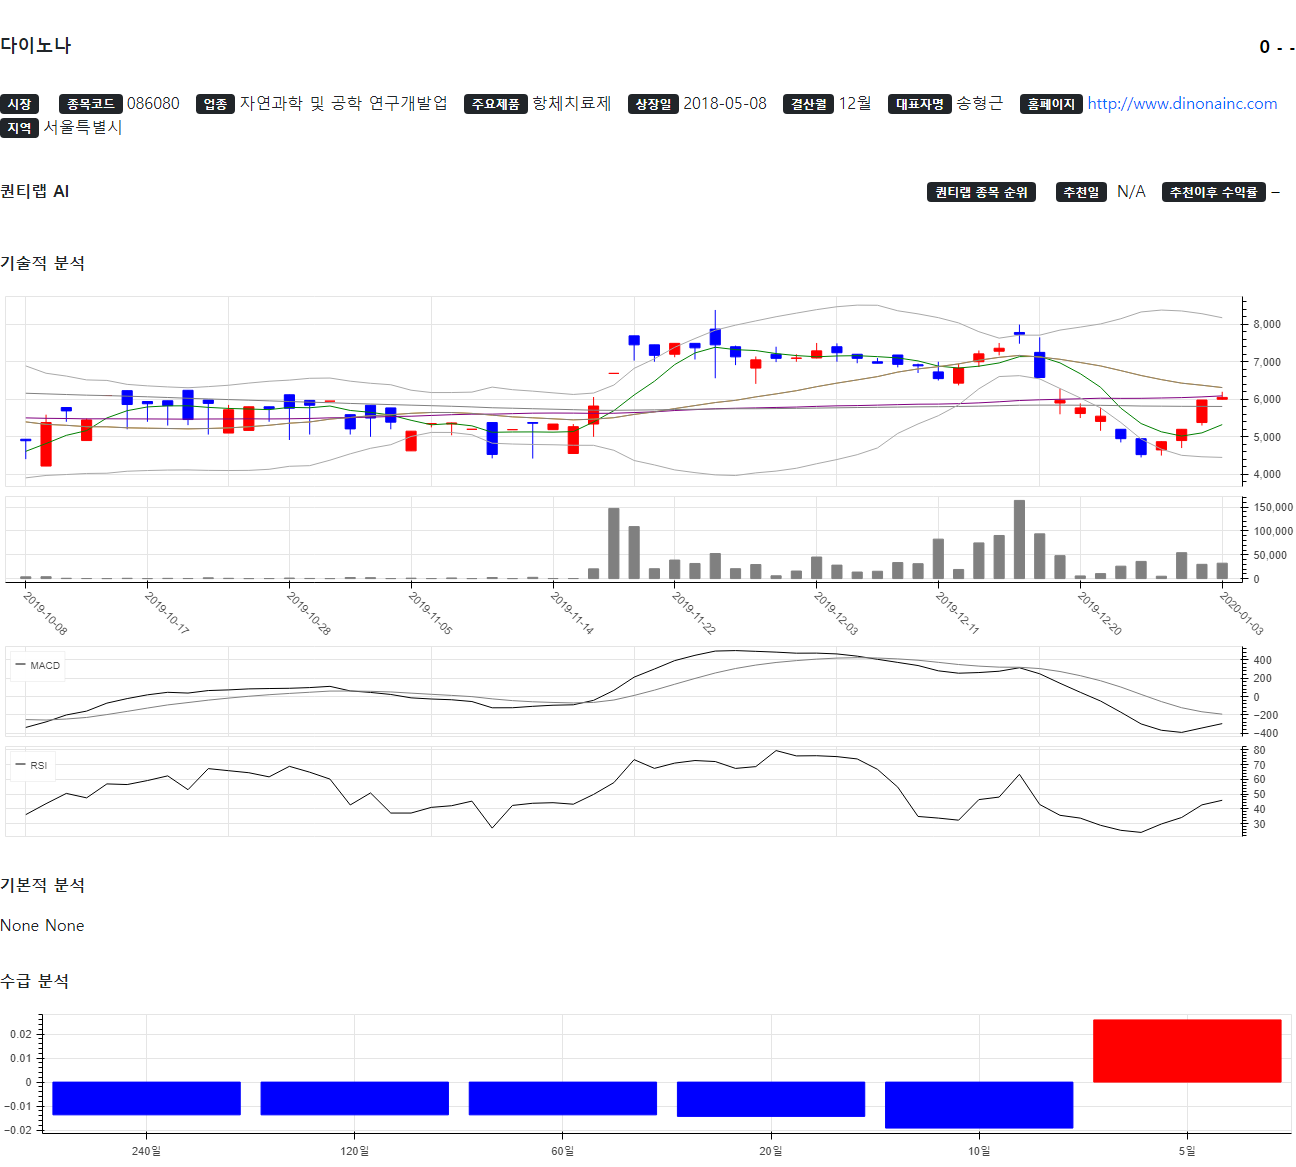 다이노나 0 - -
시장 종목코드 086080 업종 자연과학 및 공학 연구개발업 주요제품 항체치료제 상장일 2018-05-08 결산월 12월 대표자명 송형근 홈페이지 http://www.dinonainc.com
지역 서울특별시
퀀티랩 AI 퀀티랩 종목 순위 추천일 N/A 추천이후 수익률 –
기술적 분석
8,000
7,000
6,000
5,000
4,000
150,000
100,000
50,000
0
2019-10-08 2019-10-17 2019-10-28 2019-11-05 2019-11-14 2019-11-22 2019-12-03 2019-12-11 2019-12-20 2020-01-03
MACD
400
200
0
−200
−400
RSI
80
70
60
50
40
30
기본적 분석
None None
수급 분석
0.02
0.01
0
−0.01
−0.02
240일 120일 60일 20일 10일 5일